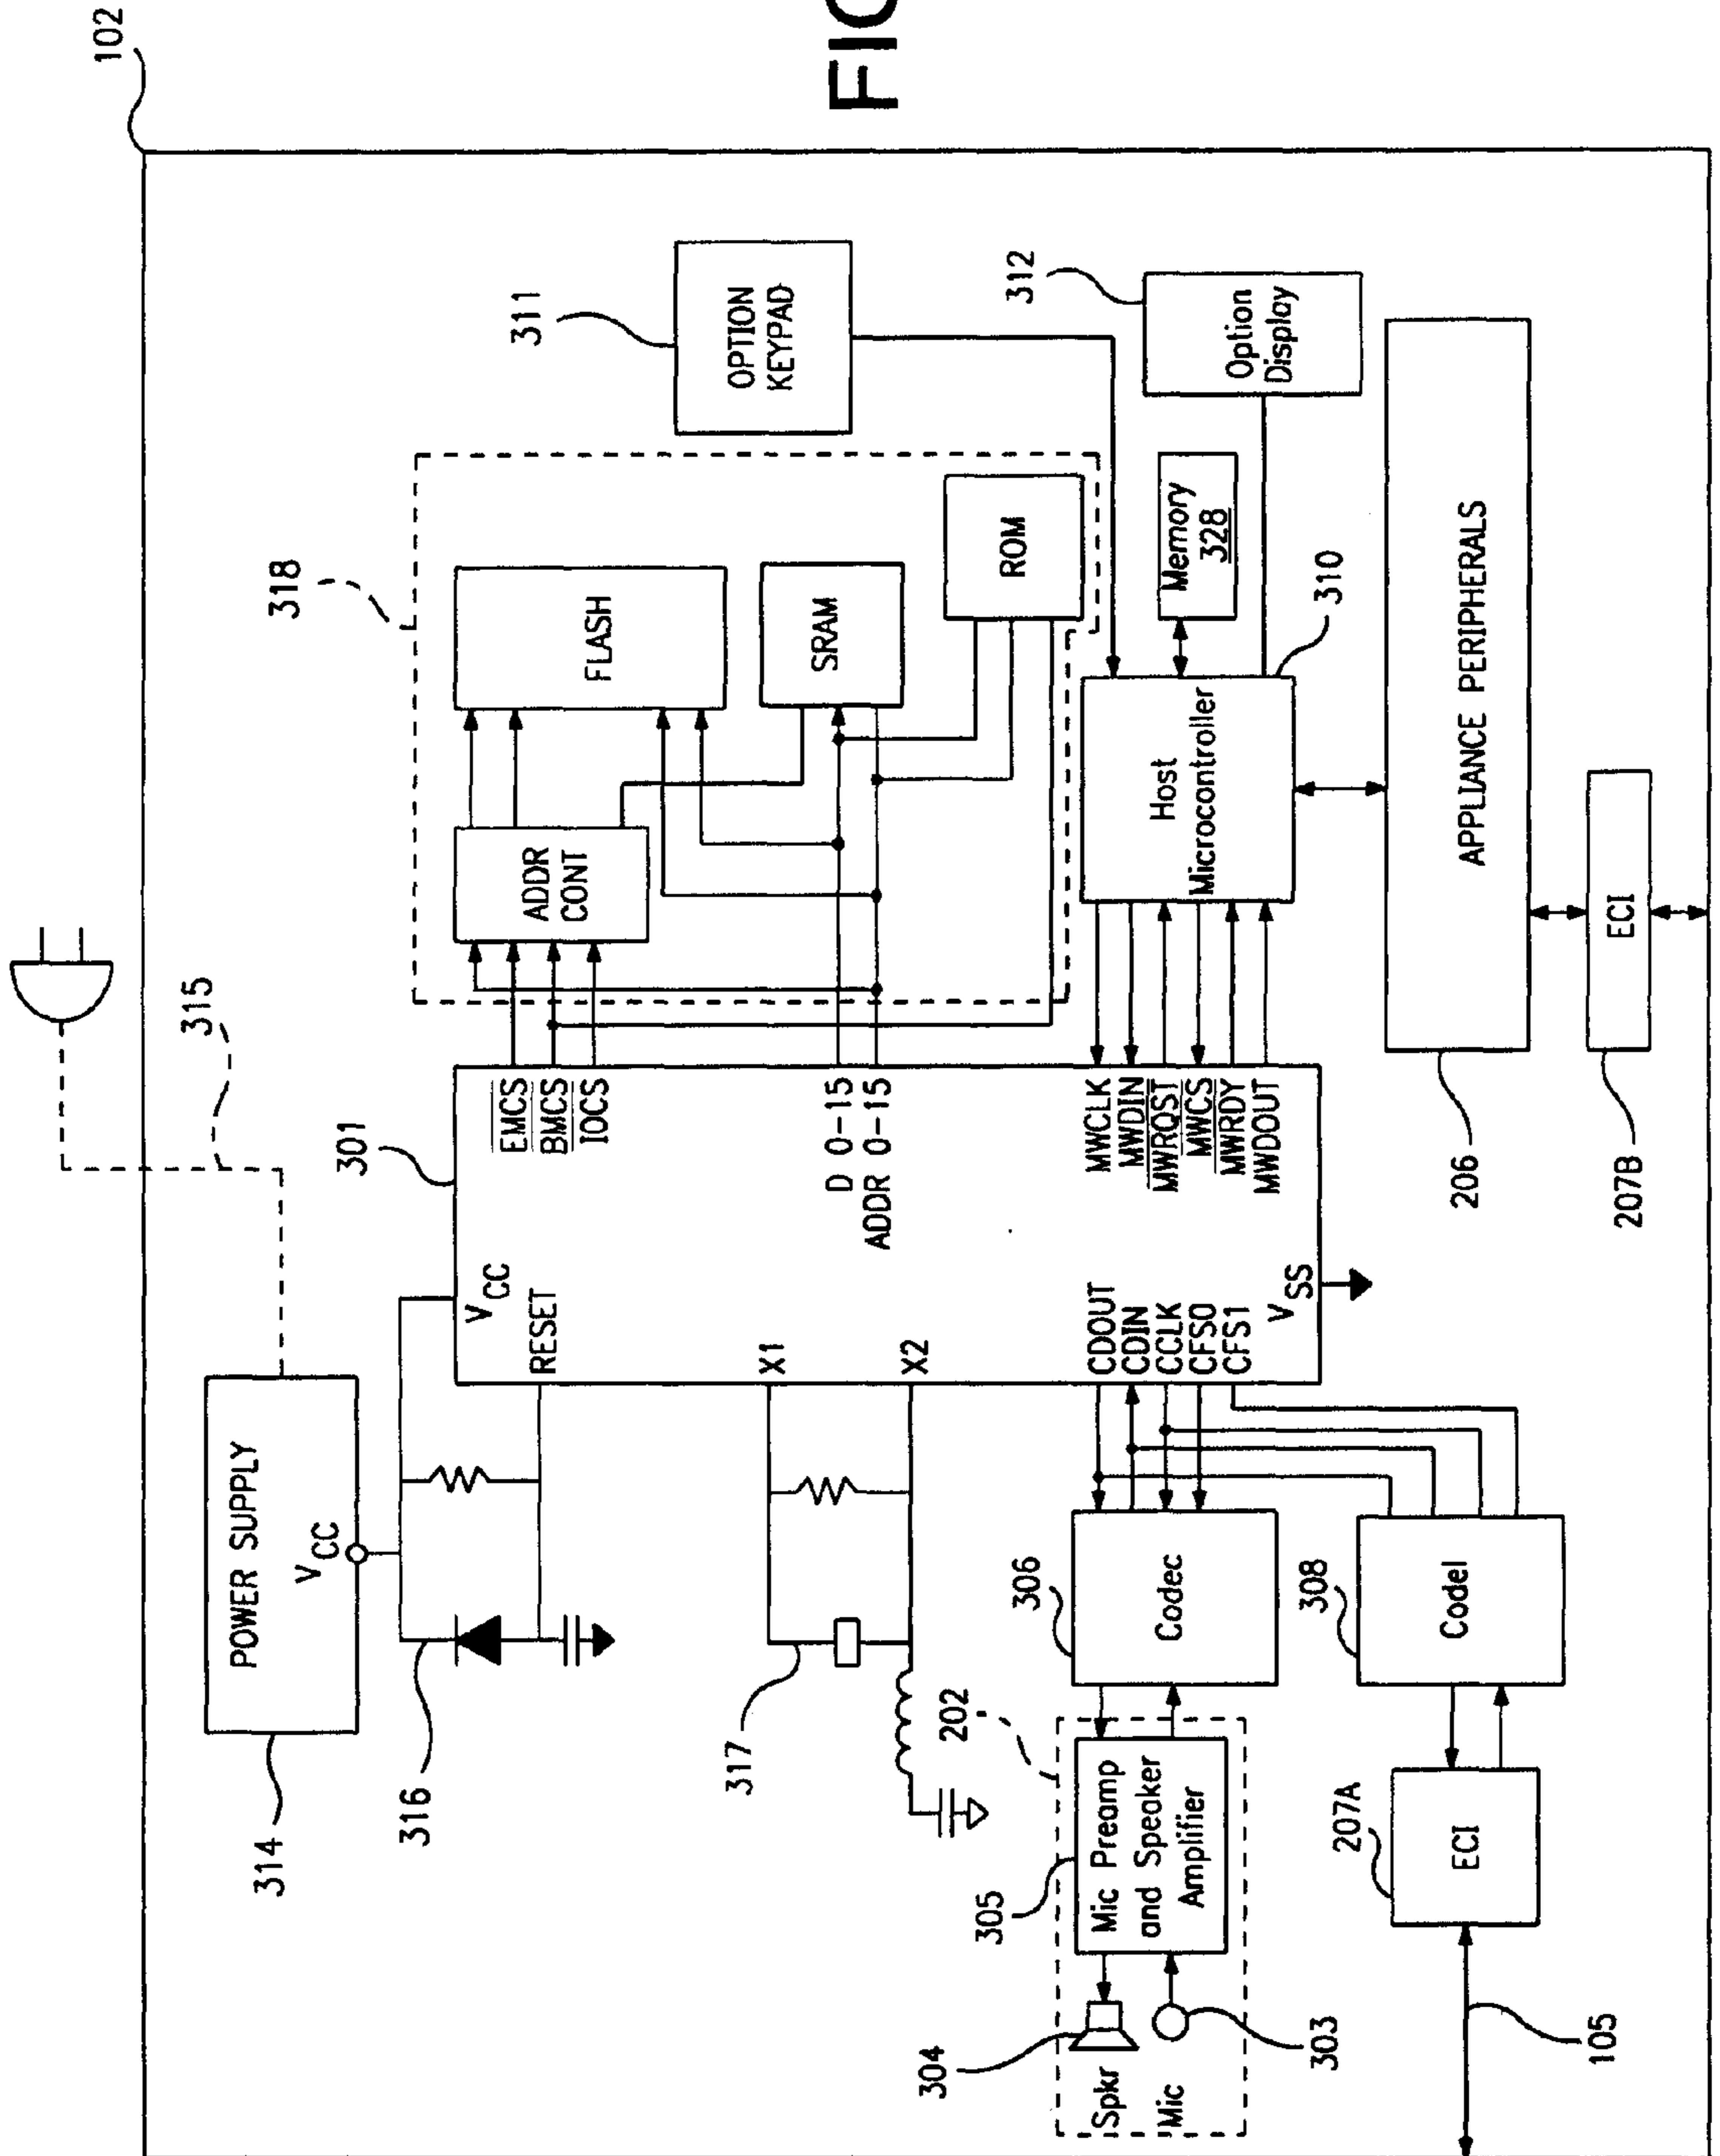 FIG
102
POWER SUPPLY
VCC
314
315
316
317
301
VCC
RESET
X1
X2
CDOUT
CDIN
CCLK
CFS0
CFS1
VSS
EMCS
BMCS
IOCS
D 0-15
ADDR 0-15
MWCLK
MWDIN
MWRQST
MWCS
MWRDY
MWDOUT
318
ADDR
CONT
FLASH
SRAM
ROM
311
OPTION
KEYPAD
312
Option
Display
Memory
328
310
Host
Microcontroller
APPLIANCE PERIPHERALS
206
ECI
207B
202
306
Codec
308
Codel
305
Mic Preamp
and Speaker
Amplifier
304
Spkr
Mic
303
207A
ECI
105